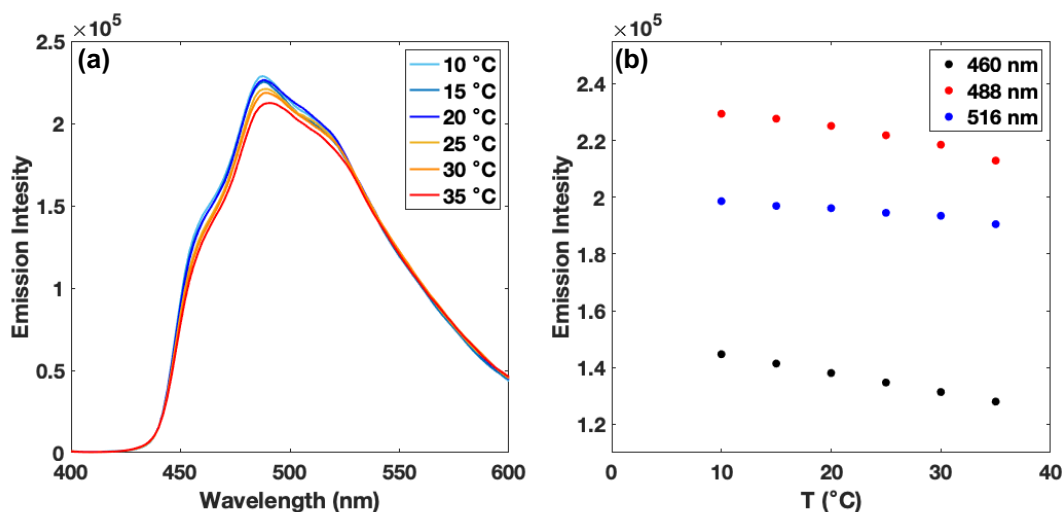 ×10⁵
(a)
10 °C
15 °C
20 °C
25 °C
30 °C
35 °C
2.5
2
1.5
1
0.5
0
400
450
500
550
600
Emission Intesity
Wavelength (nm)
×10⁵
(b)
460 nm
488 nm
516 nm
2.4
2.2
2
1.8
1.6
1.4
1.2
0
10
20
30
40
Emission Intesity
T (°C)